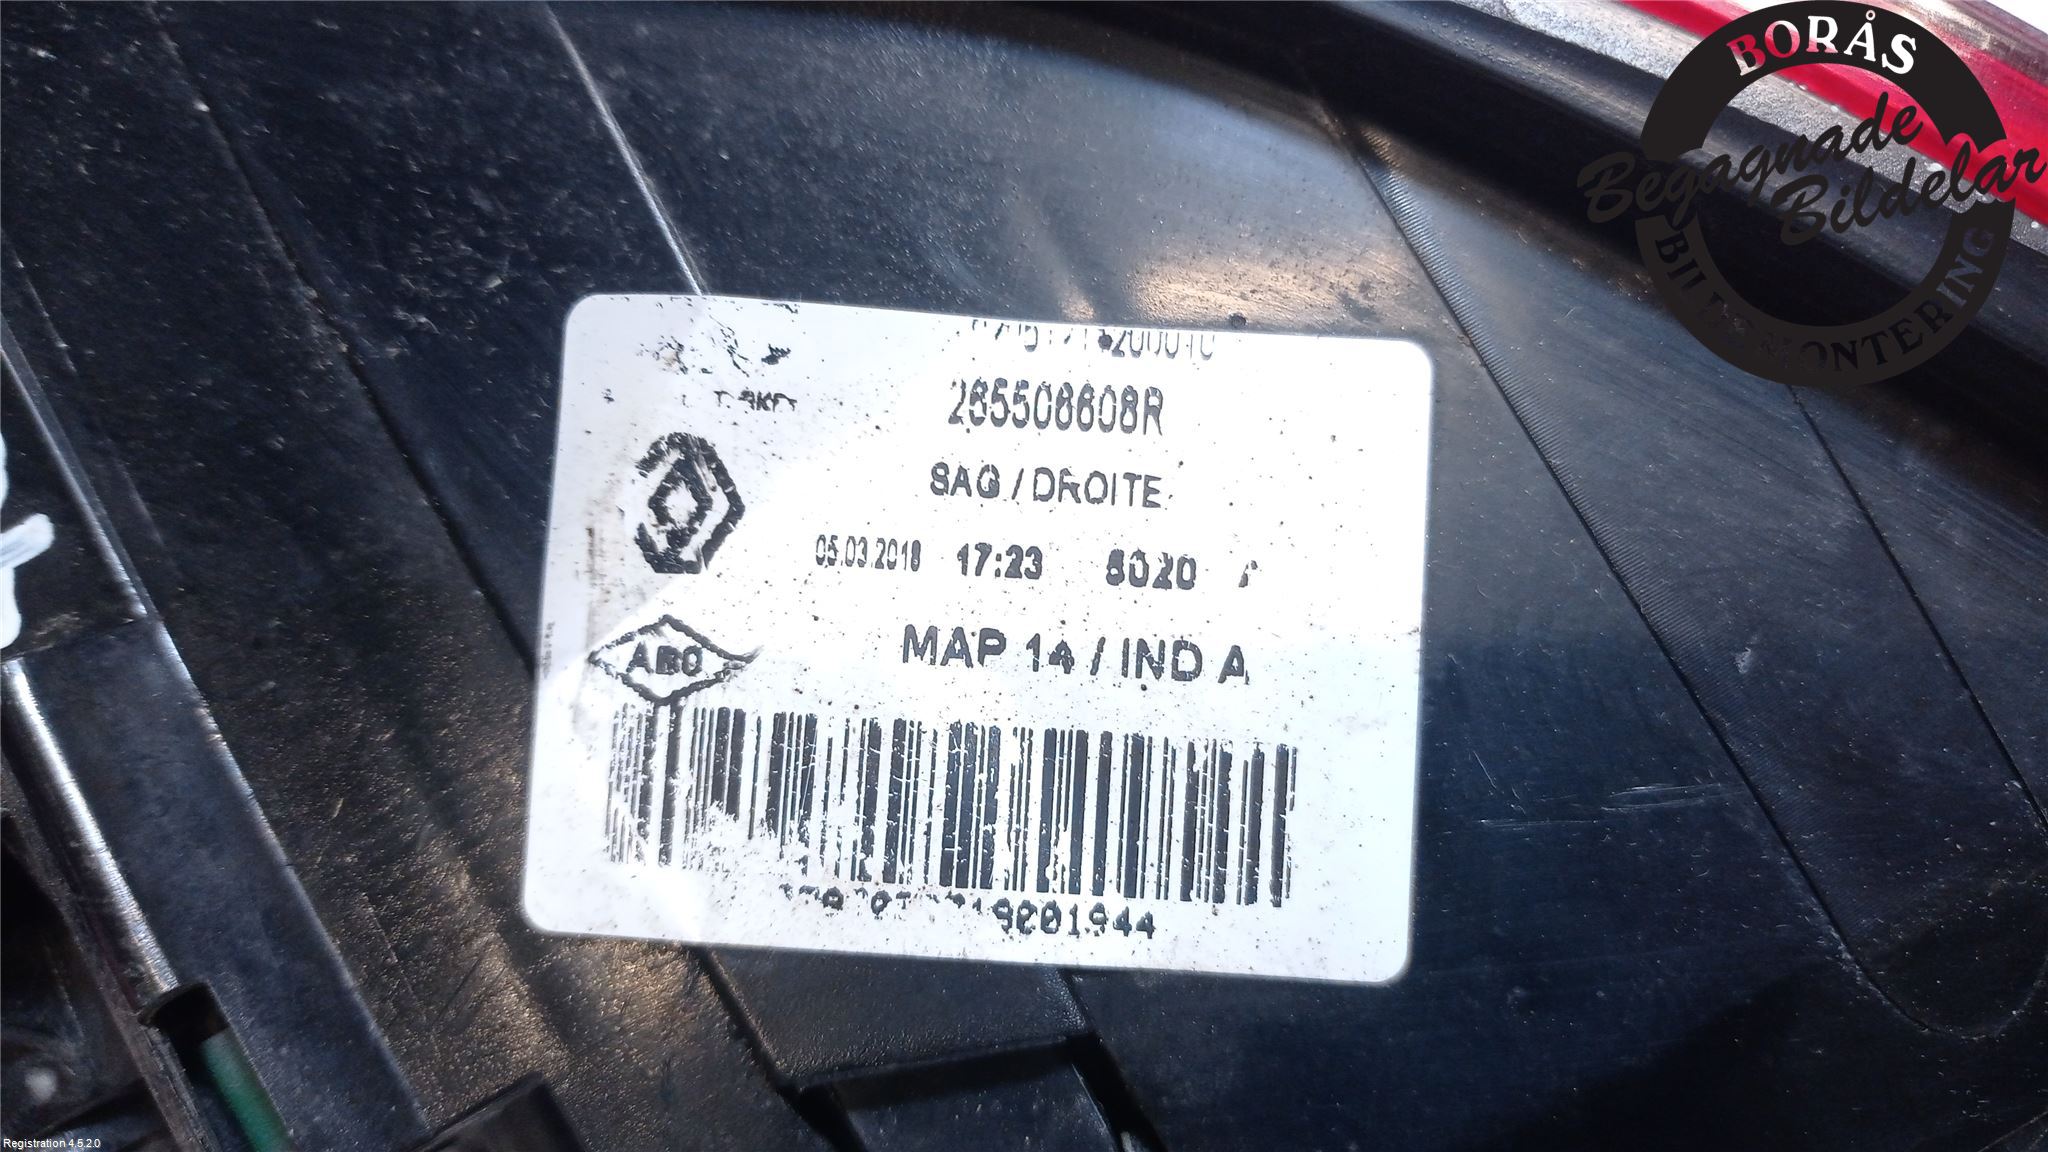 BORÅS
Begagnade
Bildelar
BILDEMONTERING
265508608R
SAG / DROITE
05.03.2018 17:23 8020
MAP 14 / IND A
Registration 4.5.2.0